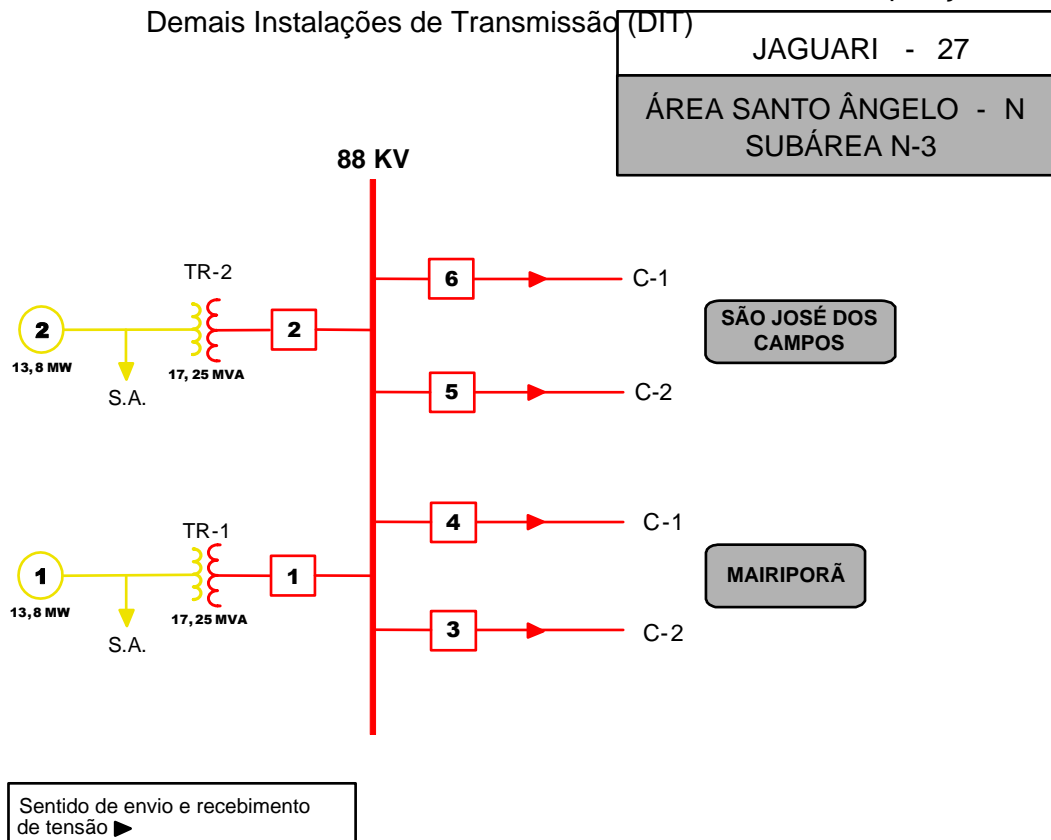 Demais Instalações de Transmissão (DIT)
JAGUARI - 27
ÁREA SANTO ÂNGELO - N
SUBÁREA N-3
88 KV
TR-2
6
C-1
2
2
SÃO JOSÉ DOS
CAMPOS
13,8 MW
17, 25 MVA
S.A.
5
C-2
4
C-1
TR-1
1
1
MAIRIPORÃ
13,8 MW
17, 25 MVA
S.A.
3
C-2
Sentido de envio e recebimento
de tensão